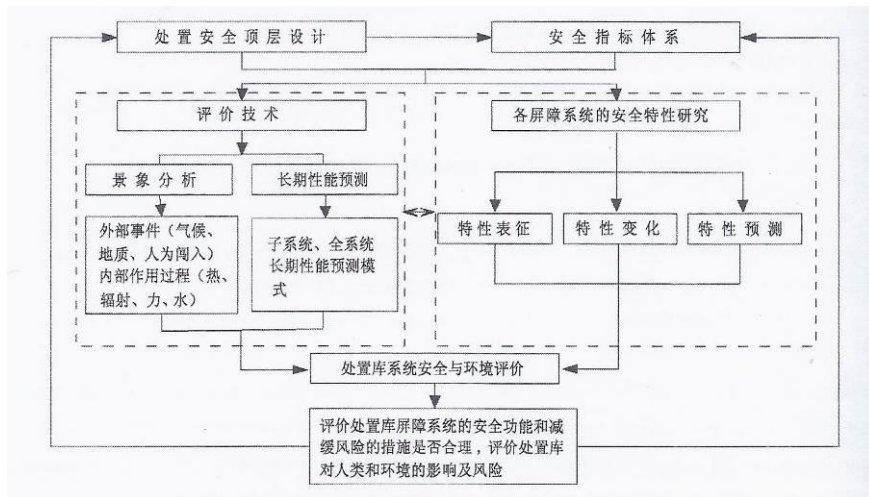 处置安全顶层设计
安全指标体系
评价技术
各屏障系统的安全特性研究
景象分析
长期性能预测
外部事件（气候、
地质、人为闯入）
内部作用过程（热、
辐射、力、水）
子系统、全系统
长期性能预测模
式
特性表征
特性变化
特性预测
处置库系统安全与环境评价
评价处置库屏障系统的安全功能和减
缓风险的措施是否合理，评价处置库
对人类和环境的影响及风险